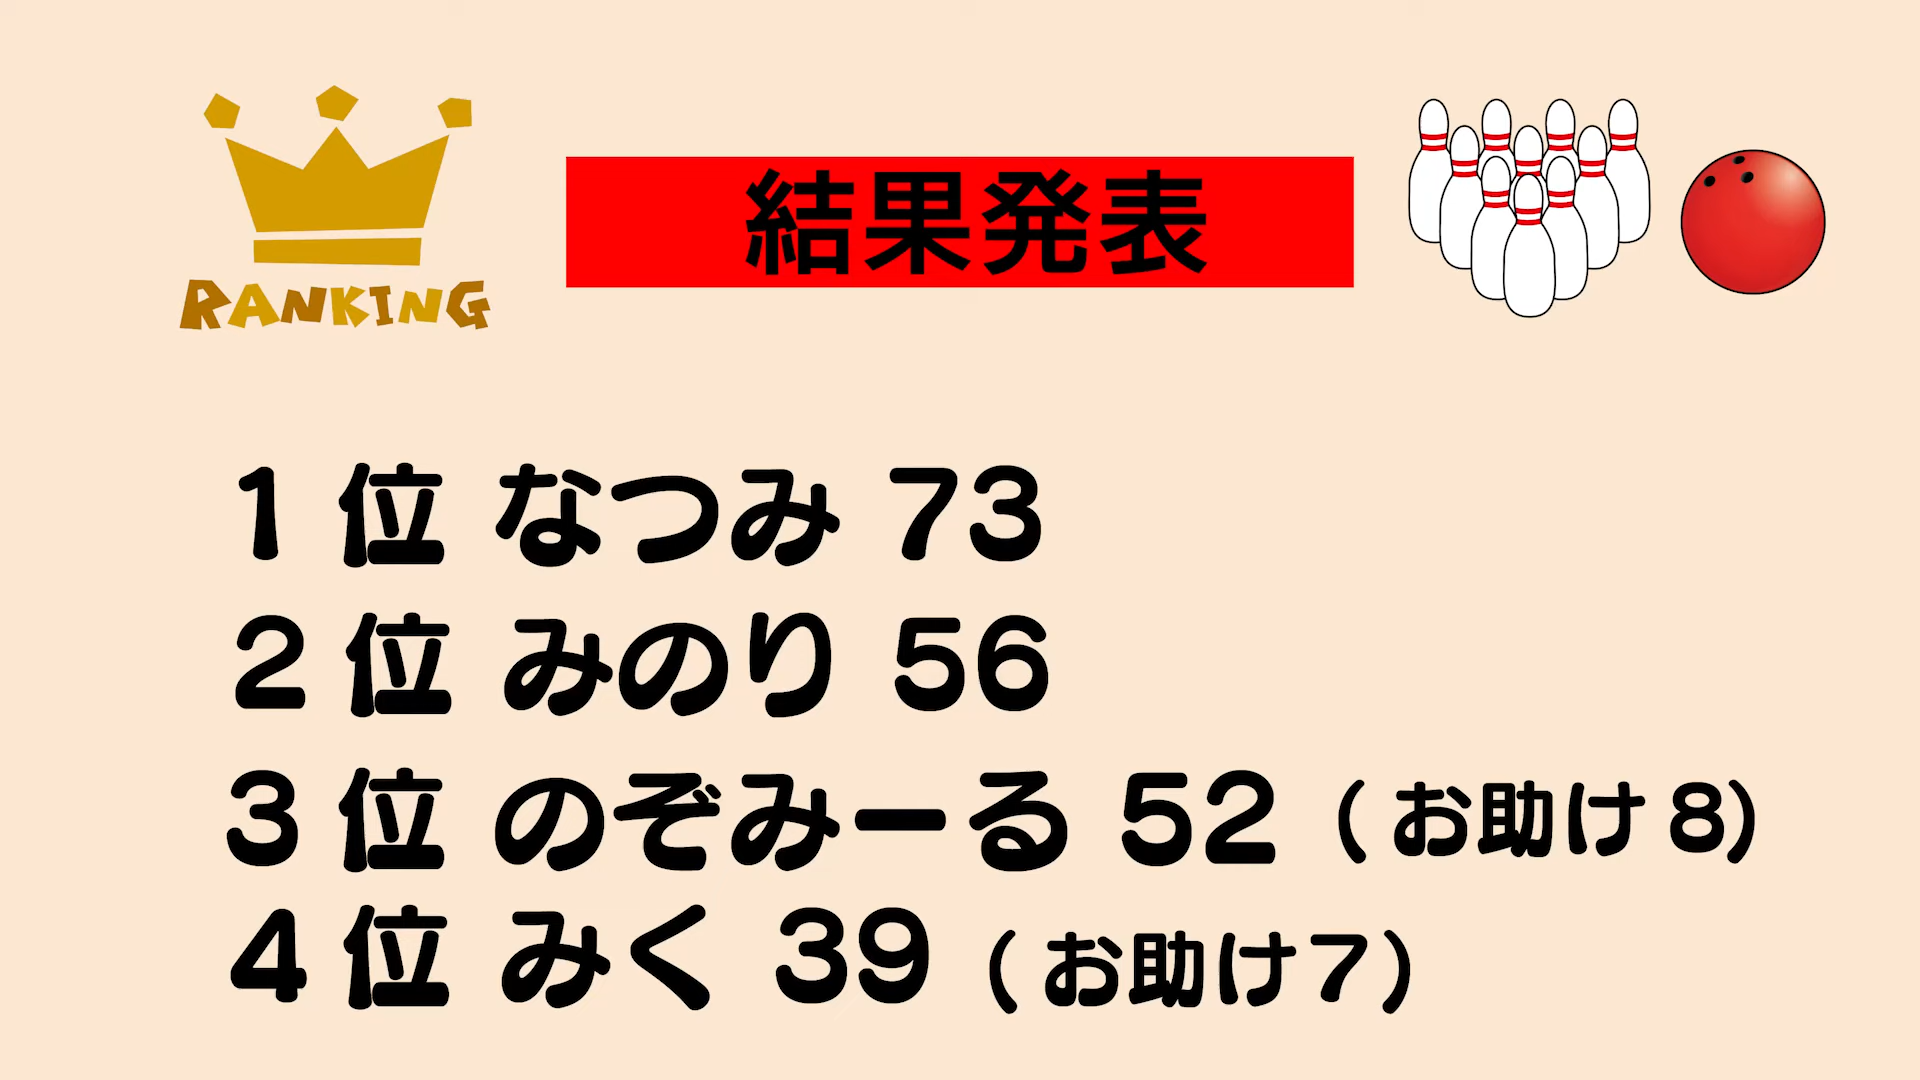 RANKING
結果発表
1位 なつみ 73
2位 みのり 56
3位 のぞみーる 52 (お助け8)
4位 みく 39 (お助け7)